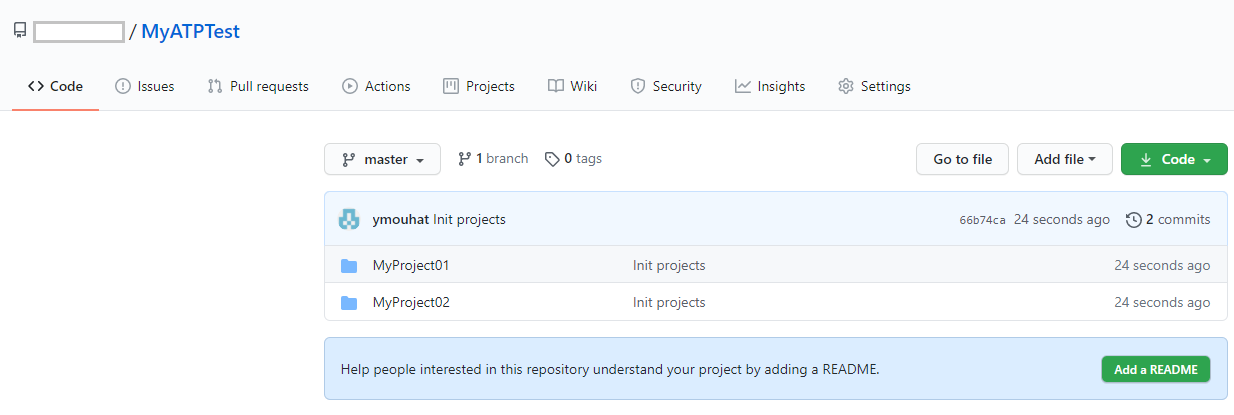 / MyATPTest
Code Issues Pull requests Actions Projects Wiki Security Insights Settings
master 1 branch 0 tags Go to file Add file Code
ymouhat Init projects 66b74ca 24 seconds ago 2 commits
MyProject01 Init projects 24 seconds ago
MyProject02 Init projects 24 seconds ago
Help people interested in this repository understand your project by adding a README. Add a README